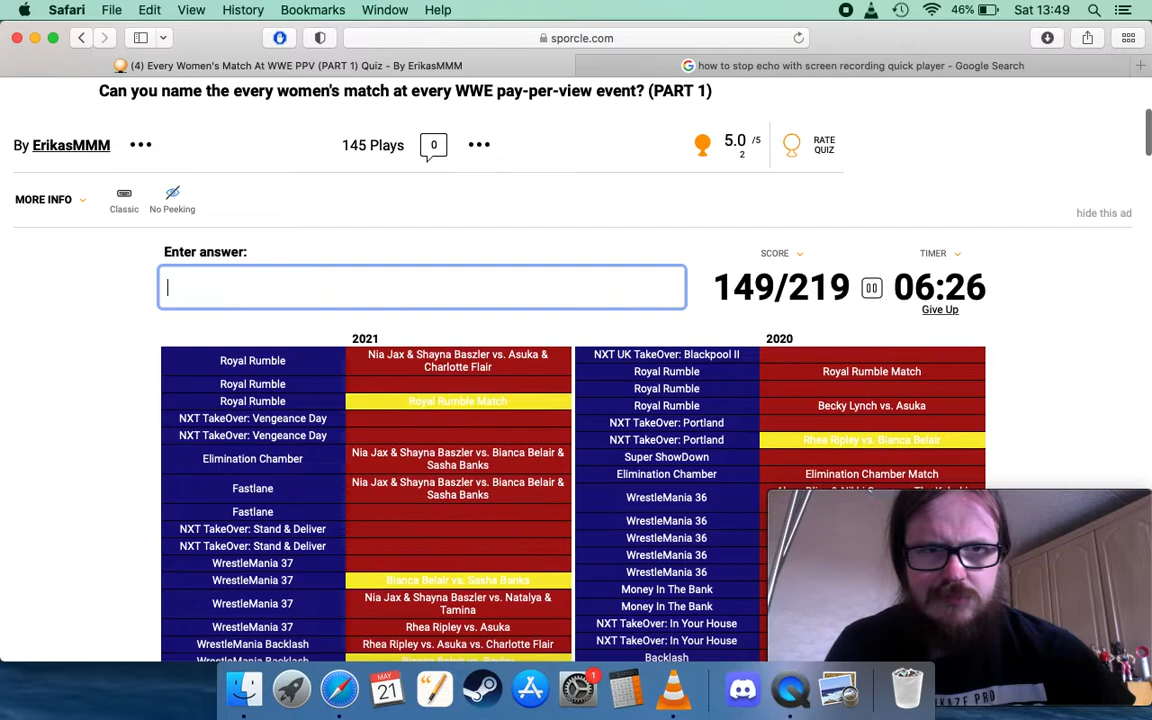 Safari File Edit View History Bookmarks Window Help 46% Sat 13:49
sporcle.com
(4) Every Women's Match At WWE PPV (PART 1) Quiz - By ErikasMMM
how to stop echo with screen recording quick player - Google Search
Can you name the every women's match at every WWE pay-per-view event? (PART 1)
By ErikasMMM ••• 145 Plays 0 ••• 5.0 /5 2 RATE QUIZ
MORE INFO Classic No Peeking
hide this ad
Enter answer: SCORE TIMER
149/219 06:26
Give Up
2021
Royal Rumble Nia Jax & Shayna Baszler vs. Asuka & Charlotte Flair
Royal Rumble
Royal Rumble Royal Rumble Match
NXT TakeOver: Vengeance Day
NXT TakeOver: Vengeance Day
Elimination Chamber Nia Jax & Shayna Baszler vs. Bianca Belair & Sasha Banks
Fastlane Nia Jax & Shayna Baszler vs. Bianca Belair & Sasha Banks
Fastlane
NXT TakeOver: Stand & Deliver
NXT TakeOver: Stand & Deliver
WrestleMania 37
WrestleMania 37 Bianca Belair vs. Sasha Banks
WrestleMania 37 Nia Jax & Shayna Baszler vs. Natalya & Tamina
WrestleMania 37 Rhea Ripley vs. Asuka
WrestleMania Backlash Rhea Ripley vs. Asuka vs. Charlotte Flair
WrestleMania Backlash
2020
NXT UK TakeOver: Blackpool II
Royal Rumble Royal Rumble Match
Royal Rumble
Royal Rumble Becky Lynch vs. Asuka
NXT TakeOver: Portland
NXT TakeOver: Portland Rhea Ripley vs. Bianca Belair
Super ShowDown
Elimination Chamber Elimination Chamber Match
WrestleMania 36
WrestleMania 36
WrestleMania 36
WrestleMania 36
WrestleMania 36
Money In The Bank
Money In The Bank
NXT TakeOver: In Your House
NXT TakeOver: In Your House
Backlash
MAY
21
1
KAZE PRO